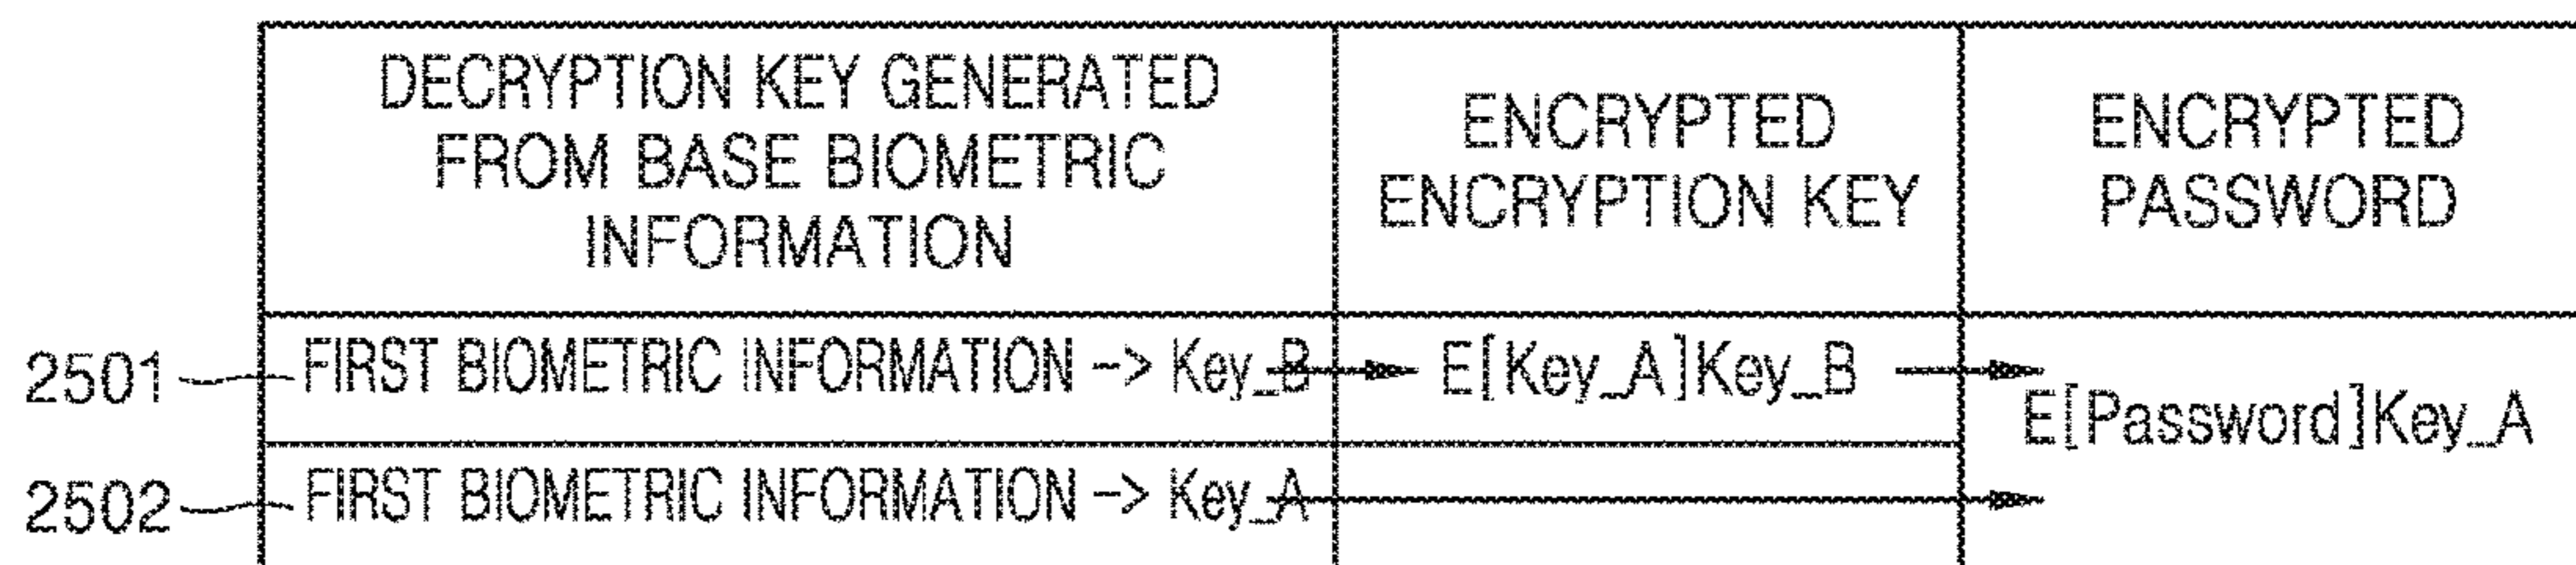 DECRYPTION KEY GENERATED
FROM BASE BIOMETRIC
INFORMATION
ENCRYPTED
ENCRYPTION KEY
ENCRYPTED
PASSWORD
2501
FIRST BIOMETRIC INFORMATION -> Key_B
E[Key_A]Key_B
E[Password]Key_A
2502
FIRST BIOMETRIC INFORMATION -> Key_A